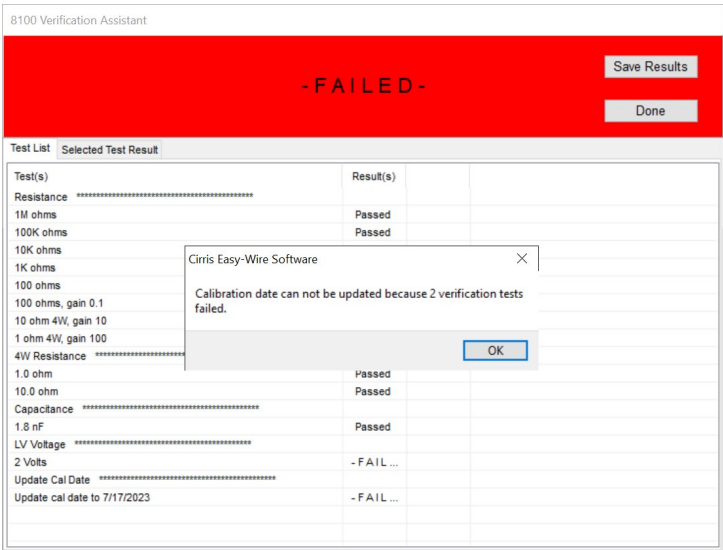 8100 Verification Assistant
- F A I L E D -
Save Results
Done
Test List Selected Test Result
Test(s) Result(s)
Resistance *********************************************
1M ohms Passed
100K ohms Passed
10K ohms
1K ohms
100 ohms
100 ohms, gain 0.1
10 ohm 4W, gain 10
1 ohm 4W, gain 100
4W Resistance ***********************
Cirris Easy-Wire Software
Calibration date can not be updated because 2 verification tests
failed.
OK
1.0 ohm Passed
10.0 ohm Passed
Capacitance *********************************************
1.8 nF Passed
LV Voltage *********************************************
2 Volts - F A I L ...
Update Cal Date *********************************************
Update cal date to 7/17/2023 - F A I L ...